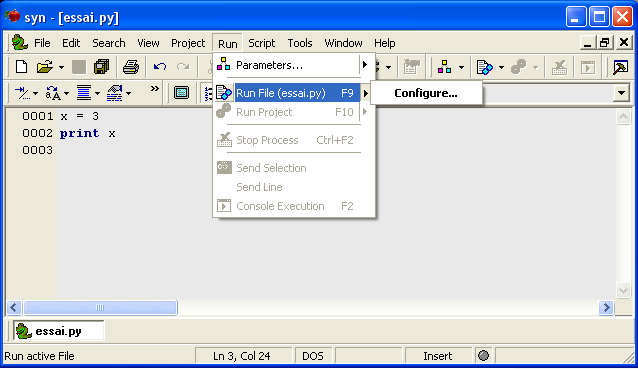 syn - [essai.py]
File Edit Search View Project Run Script Tools Window Help
Parameters...
Run File (essai.py) F9
Configure...
Run Project F10
Stop Process Ctrl+F2
Send Selection
Send Line
Console Execution F2
0001 x = 3
0002 print x
0003
essai.py
Run active File
Ln 3, Col 24
DOS
Insert